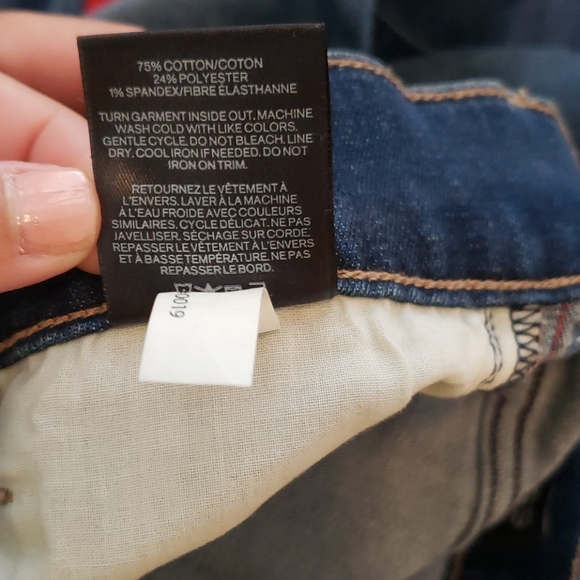 75% COTTON/COTON
24% POLYESTER
1% SPANDEX/FIBRE ÉLASTHANNE
TURN GARMENT INSIDE OUT. MACHINE
WASH COLD WITH LIKE COLORS.
GENTLE CYCLE. DO NOT BLEACH. LINE
DRY. COOL IRON IF NEEDED. DO NOT
IRON ON TRIM.
RETOURNEZ LE VÊTEMENT À
L'ENVERS. LAVER À LA MACHINE
À L'EAU FROIDE AVEC COULEURS
SIMILAIRES. CYCLE DÉLICAT. NE PAS
JAVELLISER. SÉCHAGE SUR CORDE.
REPASSER LE VÊTEMENT À L'ENVERS
ET À BASSE TEMPÉRATURE. NE PAS
REPASSER LE BORD.